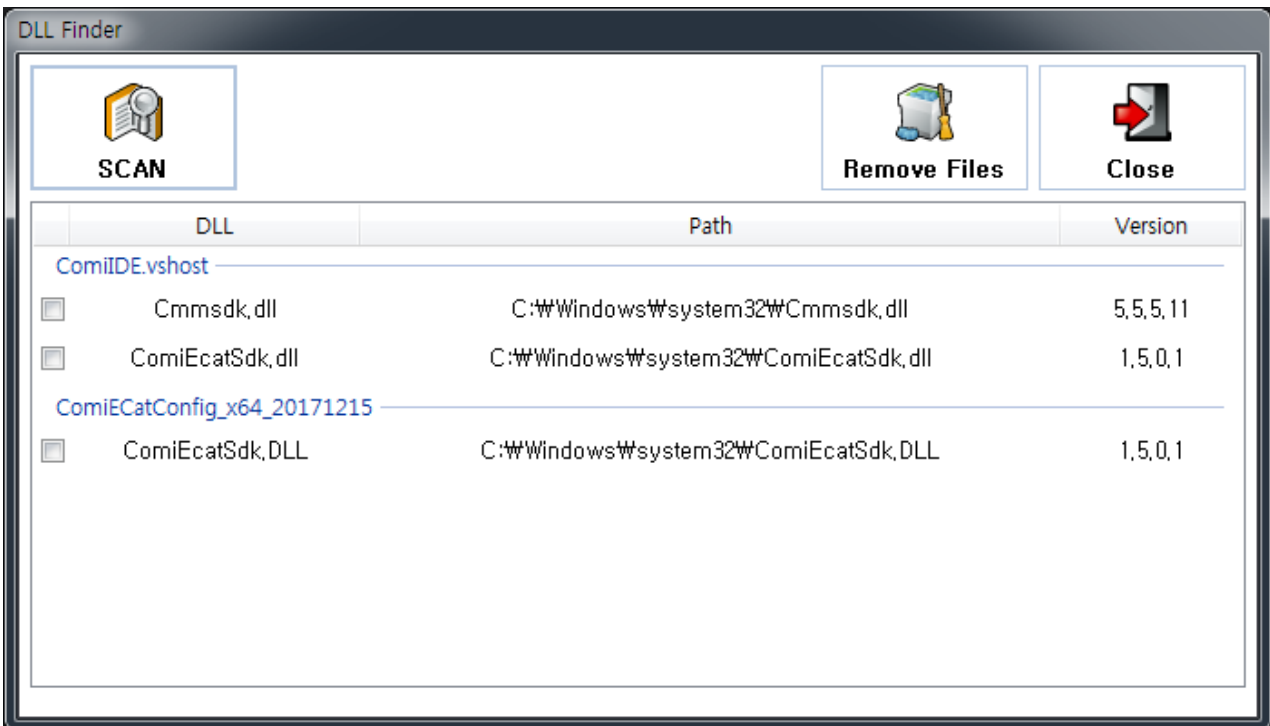 DLL Finder
SCAN
Remove Files
Close
DLL Path Version
ComiIDE.vshost
Cmmsdk.dll C:₩Windows₩system32₩Cmmsdk.dll 5,5,5,11
ComiEcatSdk.dll C:₩Windows₩system32₩ComiEcatSdk.dll 1,5,0,1
ComiECatConfig_x64_20171215
ComiEcatSdk.DLL C:₩Windows₩system32₩ComiEcatSdk.DLL 1,5,0,1